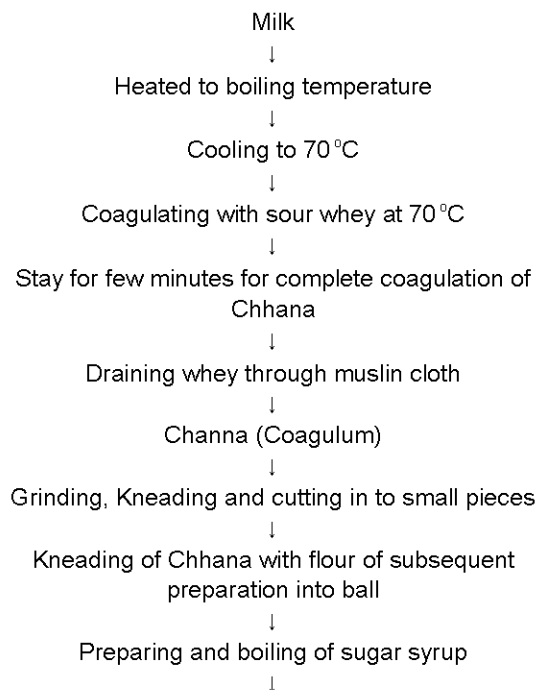 Milk
↓
Heated to boiling temperature
↓
Cooling to 70 °C
↓
Coagulating with sour whey at 70 °C
↓
Stay for few minutes for complete coagulation of
Chhana
↓
Draining whey through muslin cloth
↓
Channa (Coagulum)
↓
Grinding, Kneading and cutting in to small pieces
↓
Kneading of Chhana with flour of subsequent
preparation into ball
↓
Preparing and boiling of sugar syrup
↓